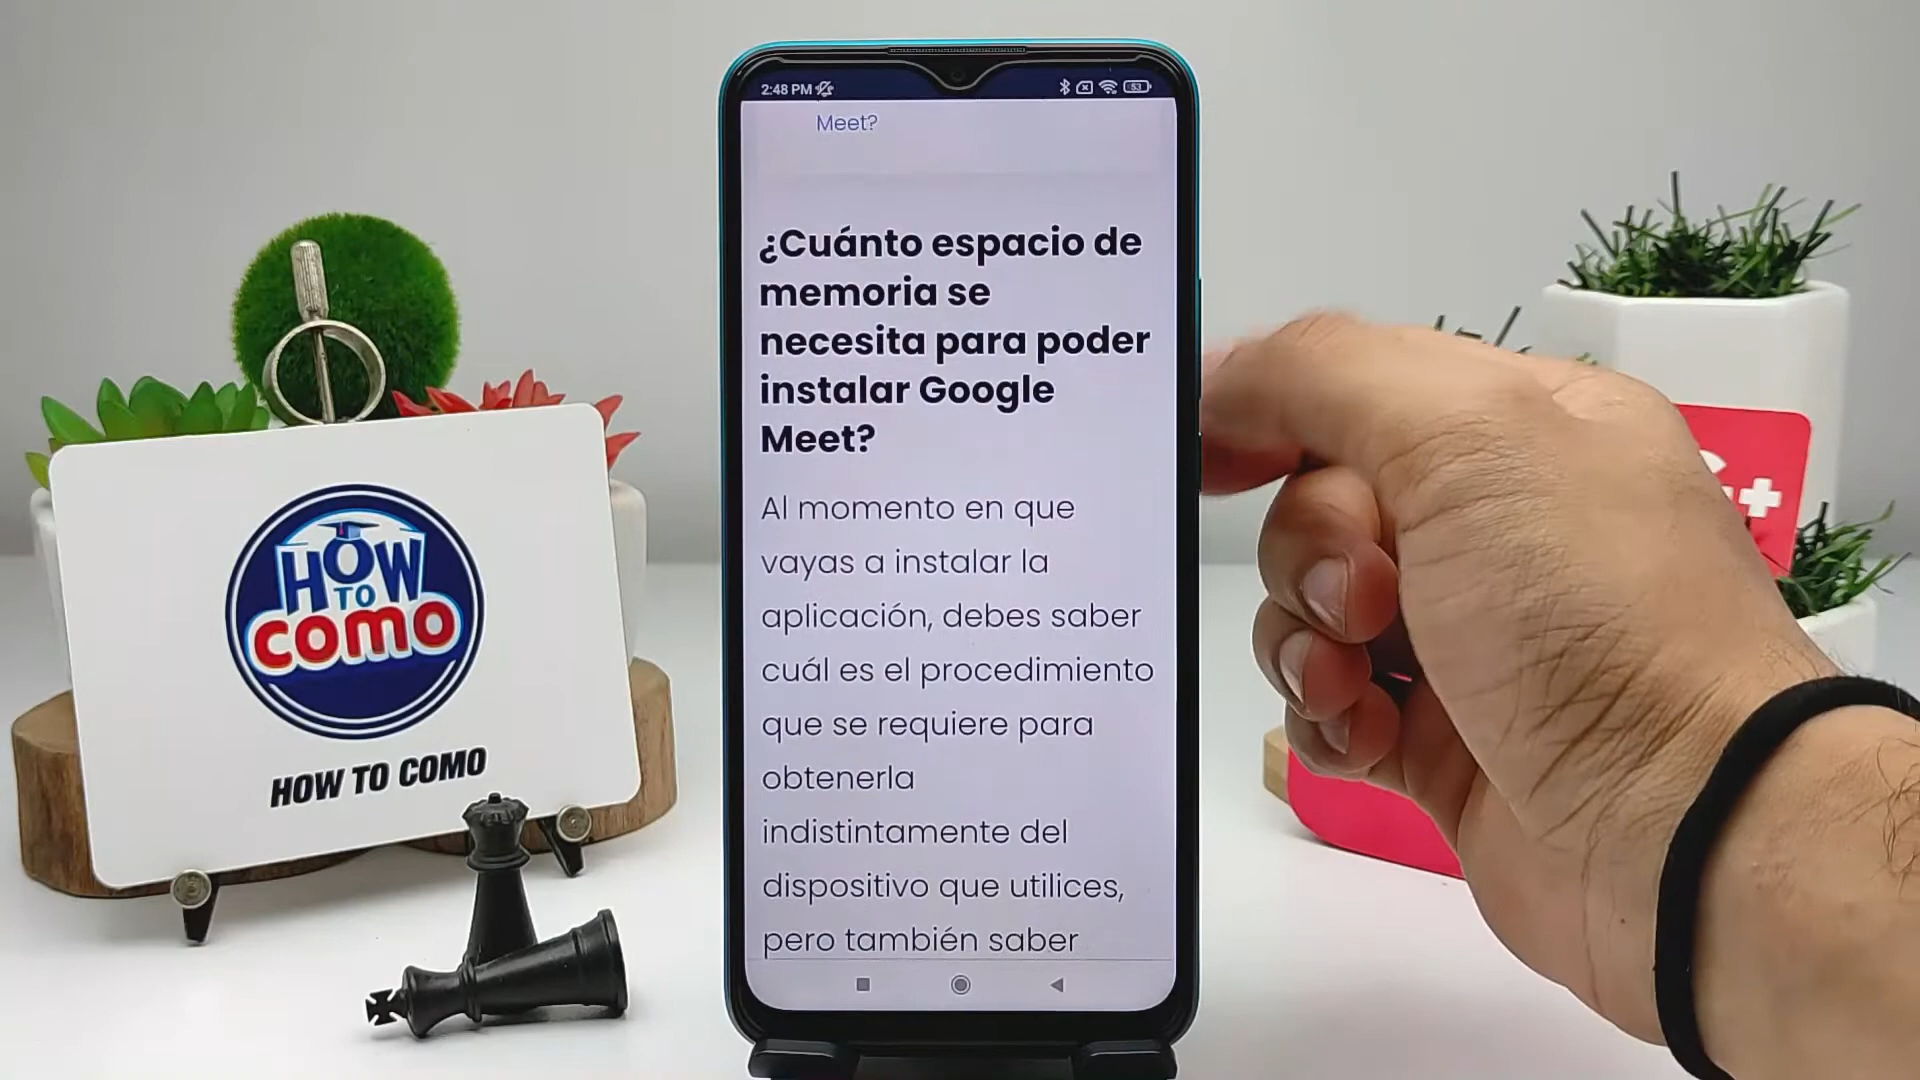 2:48 PM
53
Meet?
¿Cuánto espacio de
memoria se
necesita para poder
instalar Google
Meet?
Al momento en que
vayas a instalar la
aplicación, debes saber
cuál es el procedimiento
que se requiere para
obtenerla
indistintamente del
dispositivo que utilices,
pero también saber
HOW
TO
como
HOW TO COMO